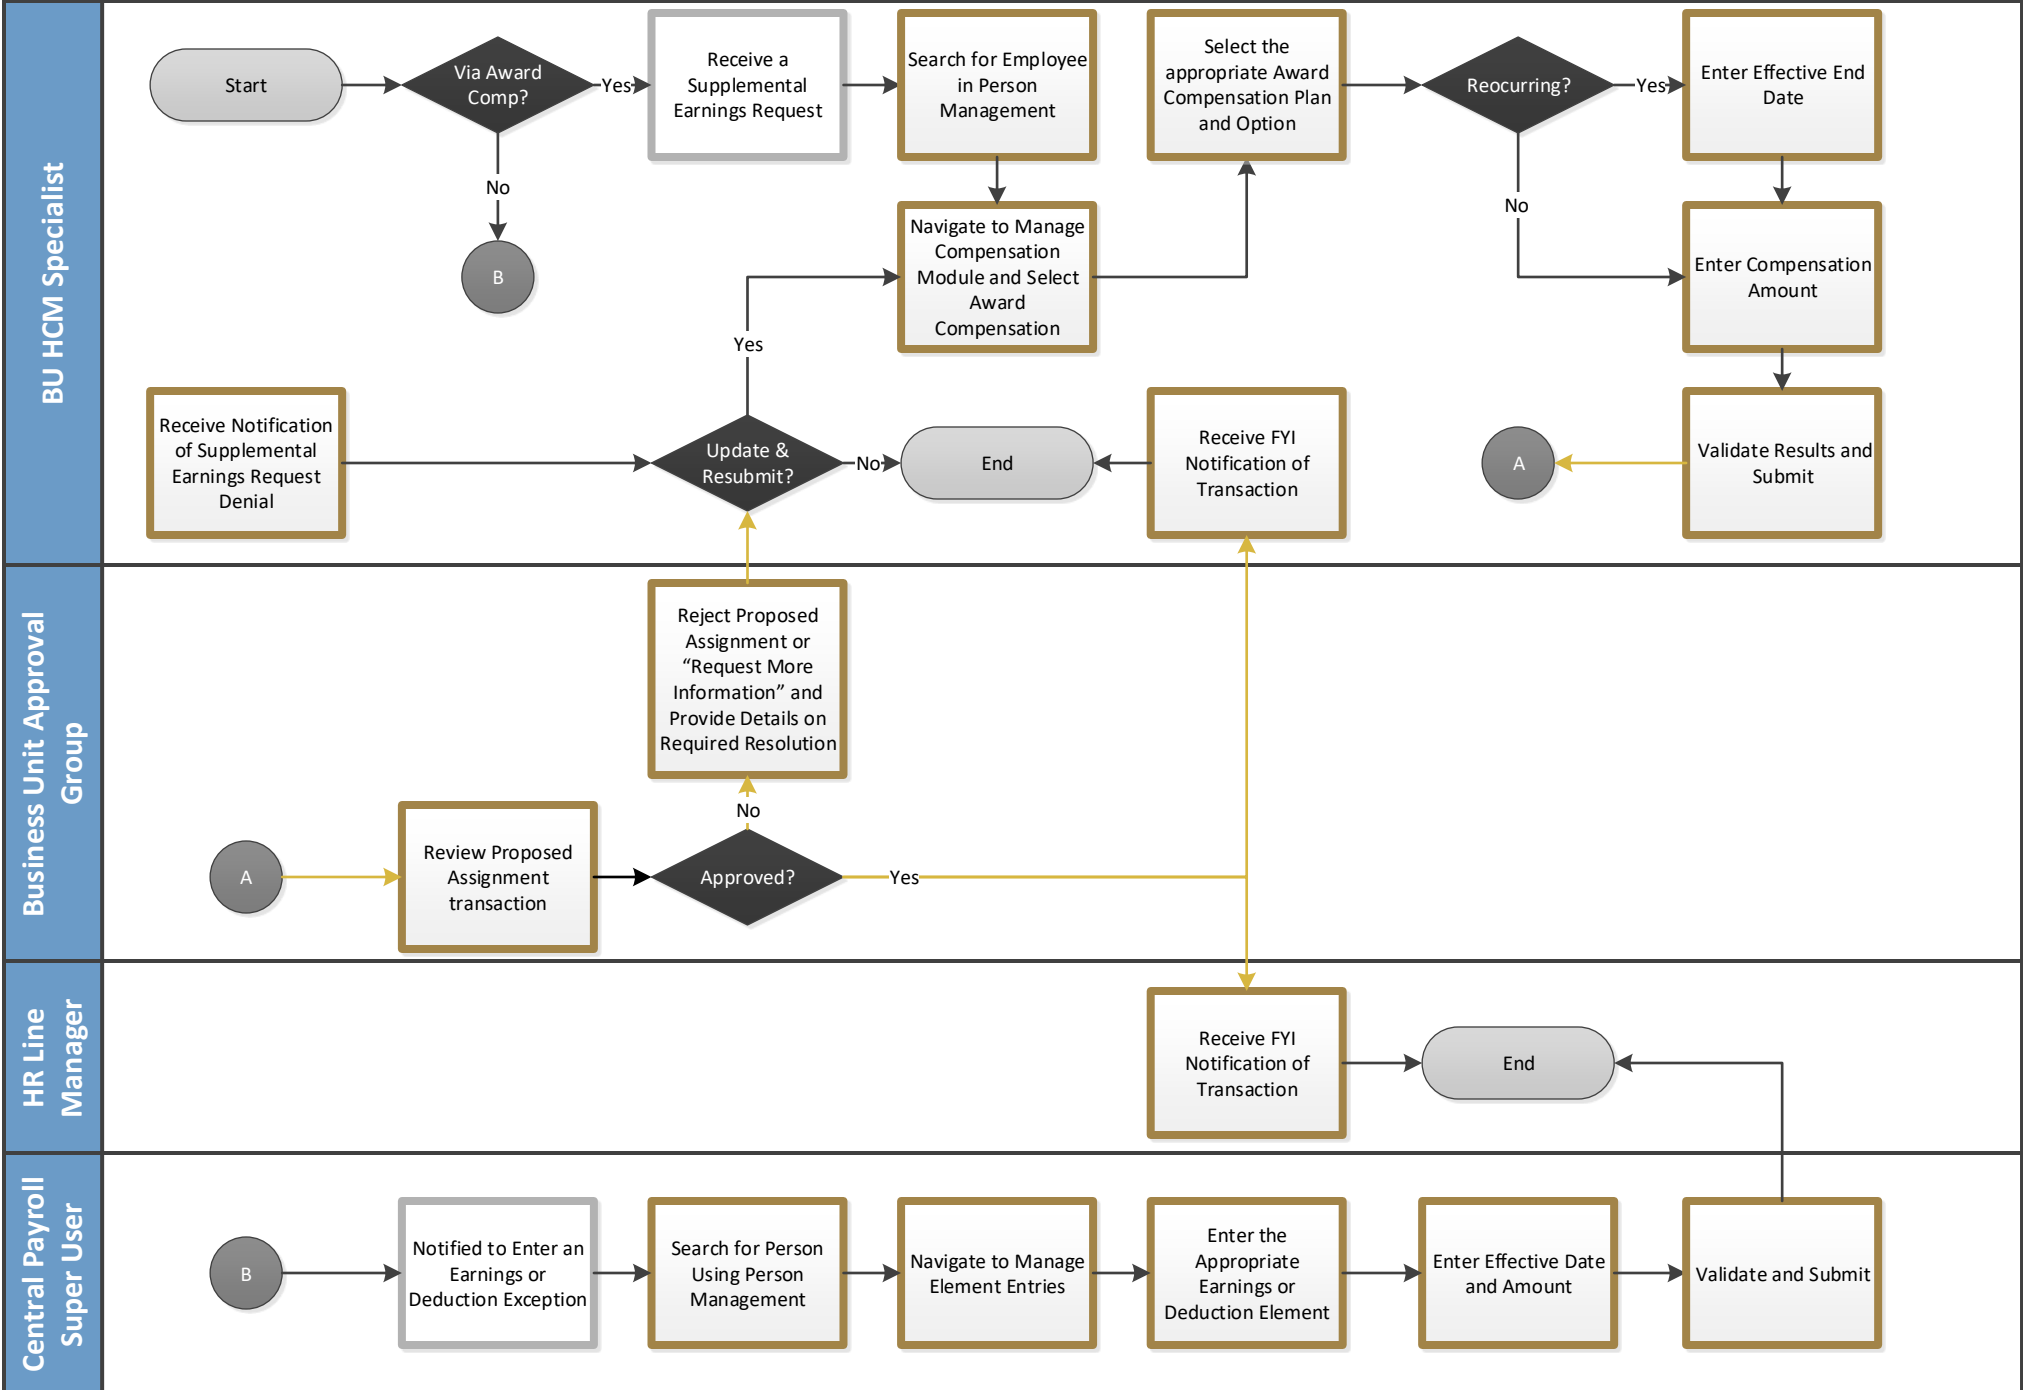 BU HCM Specialist
Start
Via Award
Comp?
Yes
No
B
Receive a
Supplemental
Earnings Request
Search for Employee
in Person
Management
Navigate to Manage
Compensation
Module and Select
Award
Compensation
Select the
appropriate Award
Compensation Plan
and Option
Reocurring?
Yes
No
Enter Effective End
Date
Enter Compensation
Amount
Validate Results and
Submit
A
Receive Notification
of Supplemental
Earnings Request
Denial
Update &
Resubmit?
Yes
No
End
Receive FYI
Notification of
Transaction
Business Unit Approval
Group
A
Review Proposed
Assignment
transaction
Approved?
No
Yes
Reject Proposed
Assignment or
“Request More
Information” and
Provide Details on
Required Resolution
HR Line
Manager
Receive FYI
Notification of
Transaction
End
Central Payroll
Super User
B
Notified to Enter an
Earnings or
Deduction Exception
Search for Person
Using Person
Management
Navigate to Manage
Element Entries
Enter the
Appropriate
Earnings or
Deduction Element
Enter Effective Date
and Amount
Validate and Submit